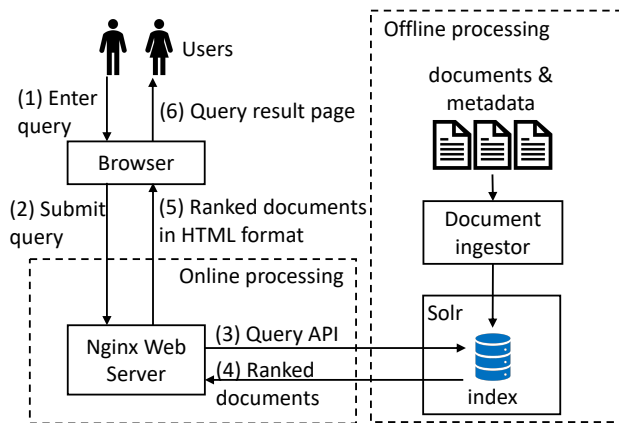 Users
(1) Enter
query
(6) Query result page
Browser
(2) Submit
query
(5) Ranked documents
in HTML format
Online processing
Nginx Web
Server
(3) Query API
(4) Ranked
documents
Offline processing
documents &
metadata
Document
ingestor
Solr
index